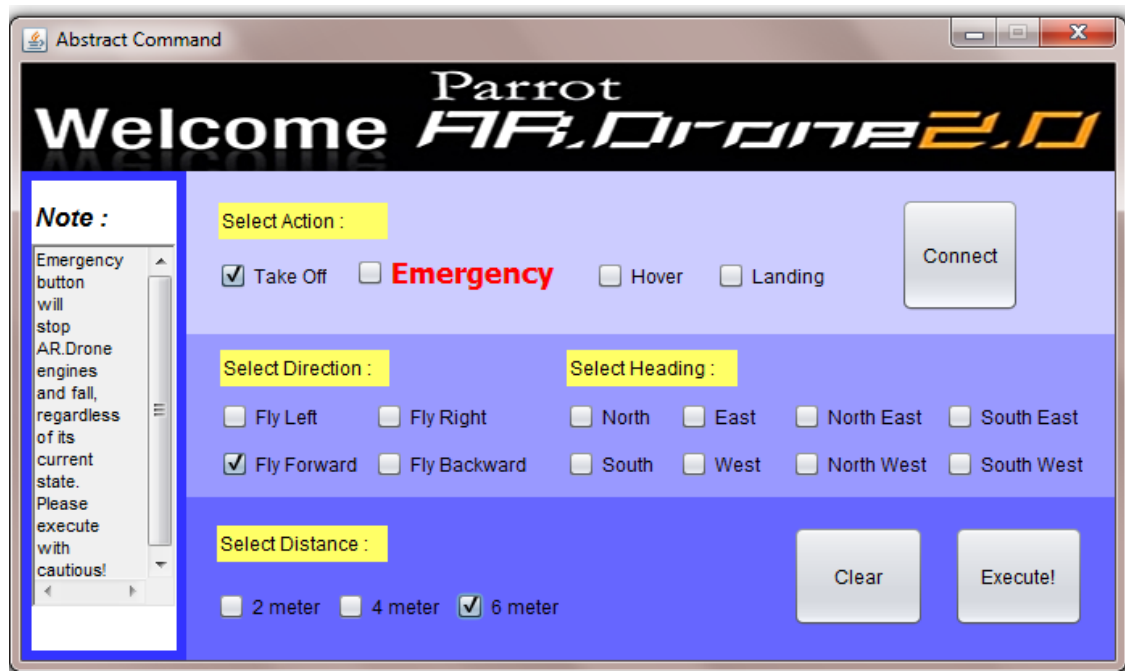 Abstract Command
Parrot
Welcome AR.Drone2.0
Note :
Emergency
button
will
stop
AR.Drone
engines
and fall,
regardless
of its
current
state.
Please
execute
with
cautious!
Select Action :
Take Off Emergency Hover Landing
Connect
Select Direction :
Fly Left Fly Right
Fly Forward Fly Backward
Select Heading :
North East North East South East
South West North West South West
Select Distance :
2 meter 4 meter 6 meter
Clear Execute!